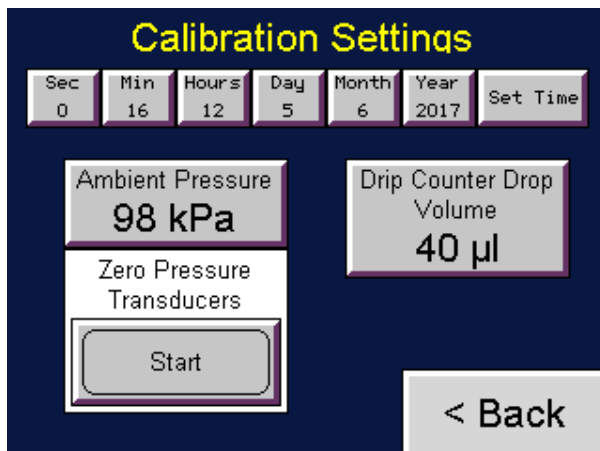 Calibration Settings
Sec Min Hours Day Month Year Set Time
0 16 12 5 6 2017
Ambient Pressure
98 kPa
Zero Pressure
Transducers
Start
Drip Counter Drop
Volume
40 µl
< Back